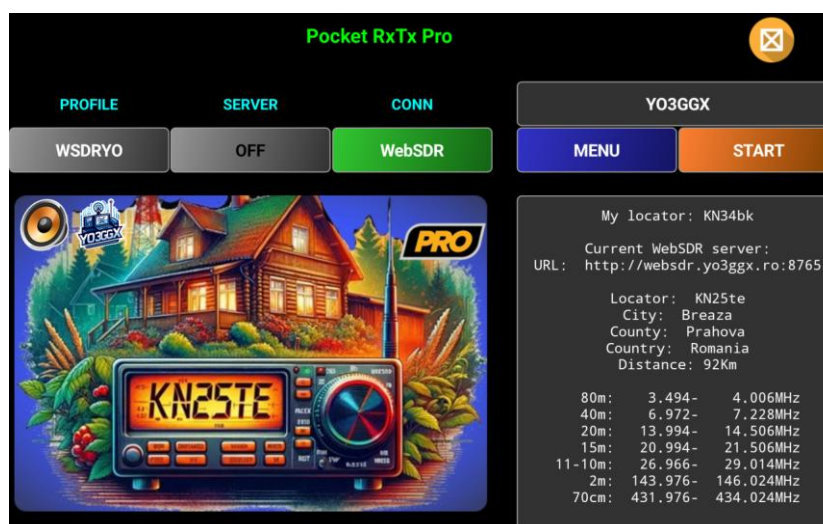 Pocket RxTx Pro
PROFILE SERVER CONN
YO3GGX
WSDRYO OFF WebSDR
MENU START
YO3GGX
PRO
KN25TE
My locator: KN34bk
Current WebSDR server:
URL: http://websdr.yo3ggx.ro:8765
Locator: KN25te
City: Breaza
County: Prahova
Country: Romania
Distance: 92Km
80m: 3.494- 4.006MHz
40m: 6.972- 7.228MHz
20m: 13.994- 14.506MHz
15m: 20.994- 21.506MHz
11-10m: 26.966- 29.014MHz
2m: 143.976- 146.024MHz
70cm: 431.976- 434.024MHz